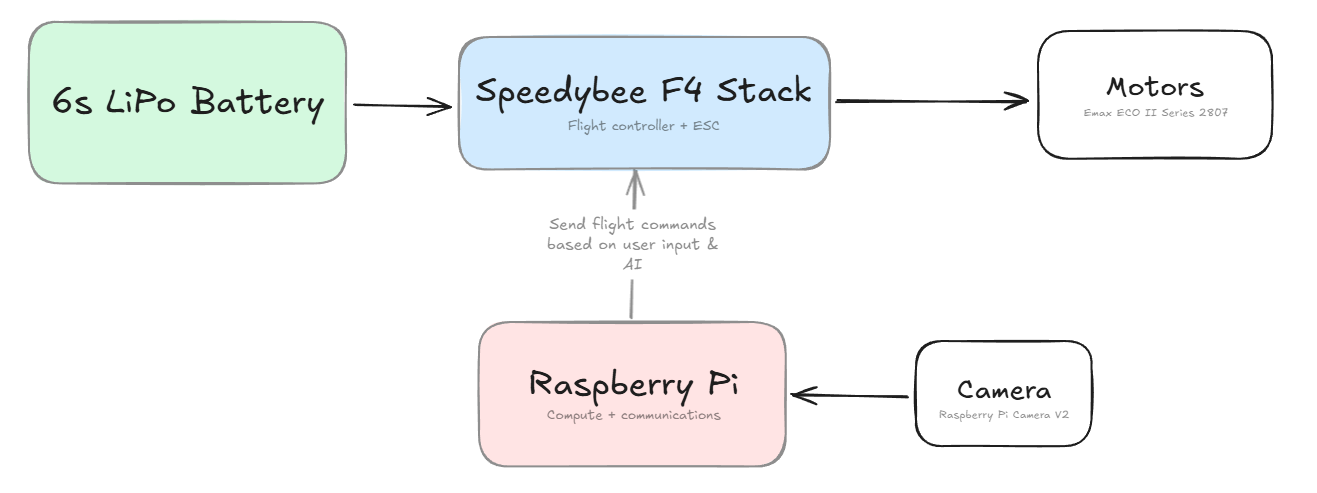 6s LiPo Battery
Speedybee F4 Stack
Flight controller + ESC
Motors
Emax ECO II Series 2807
Send flight commands
based on user input &
AI
Raspberry Pi
Compute + communications
Camera
Raspberry Pi Camera V2